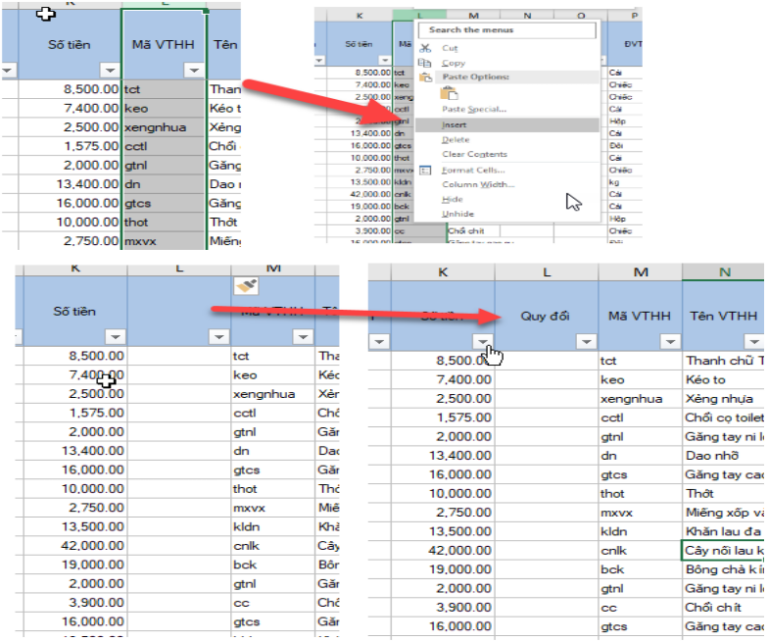 K L
Số tiền Mã VTHH Tên
8,500.00 tct Than
7,400.00 keo Kéo t
2,500.00 xengnhua Xẻng
1,575.00 cctl Chổi
2,000.00 gtnl Găng
13,400.00 dn Dao
16,000.00 gtcs Găng
10,000.00 thot Thớt
2,750.00 mxvx Miếng
K L M N O P
Số tiền Mã ĐVT
8,500.00 tct Cái
7,400.00 keo Chiếc
2,500.00 xeng Chiếc
cctl Cái
gtnl Hộp
13,400.00 dn Cái
16,000.00 gtcs Đôi
10,000.00 thot Cái
2,750.00 mxvx Chiếc
13,500.00 kldn kg
42,000.00 cnlk Cái
19,000.00 bck Cái
2,000.00 gtnl Hộp
3,900.00 cc Chổi chít Chiếc
Search the menus
Cut
Copy
Paste Options:
Paste Special...
Insert
Delete
Clear Contents
Format Cells...
Column Width...
Hide
Unhide
K L M
Số tiền Mã VTHH
8,500.00 tct Tha
7,400.00 keo Kéo
2,500.00 xengnhua Xẻn
1,575.00 cctl Chổ
2,000.00 gtnl Găn
13,400.00 dn Dao
16,000.00 gtcs Găn
10,000.00 thot Thớ
2,750.00 mxvx Miế
13,500.00 kldn Khă
42,000.00 cnlk Cây
19,000.00 bck Bôn
2,000.00 gtnl Găn
3,900.00 cc Chổ
16,000.00 gtcs Găn
K L M N
Số tiền Quy đổi Mã VTHH Tên VTHH
8,500.00 tct Thanh chữ T
7,400.00 keo Kéo to
2,500.00 xengnhua Xẻng nhựa
1,575.00 cctl Chổi cọ toilet
2,000.00 gtnl Găng tay ni l
13,400.00 dn Dao nhỡ
16,000.00 gtcs Găng tay cao
10,000.00 thot Thớt
2,750.00 mxvx Miếng xốp và
13,500.00 kldn Khăn lau đa
42,000.00 cnlk Cây nối lau k
19,000.00 bck Bông chà kín
2,000.00 gtnl Găng tay ni l
3,900.00 cc Chổi chít
16,000.00 gtcs Găng tay cao